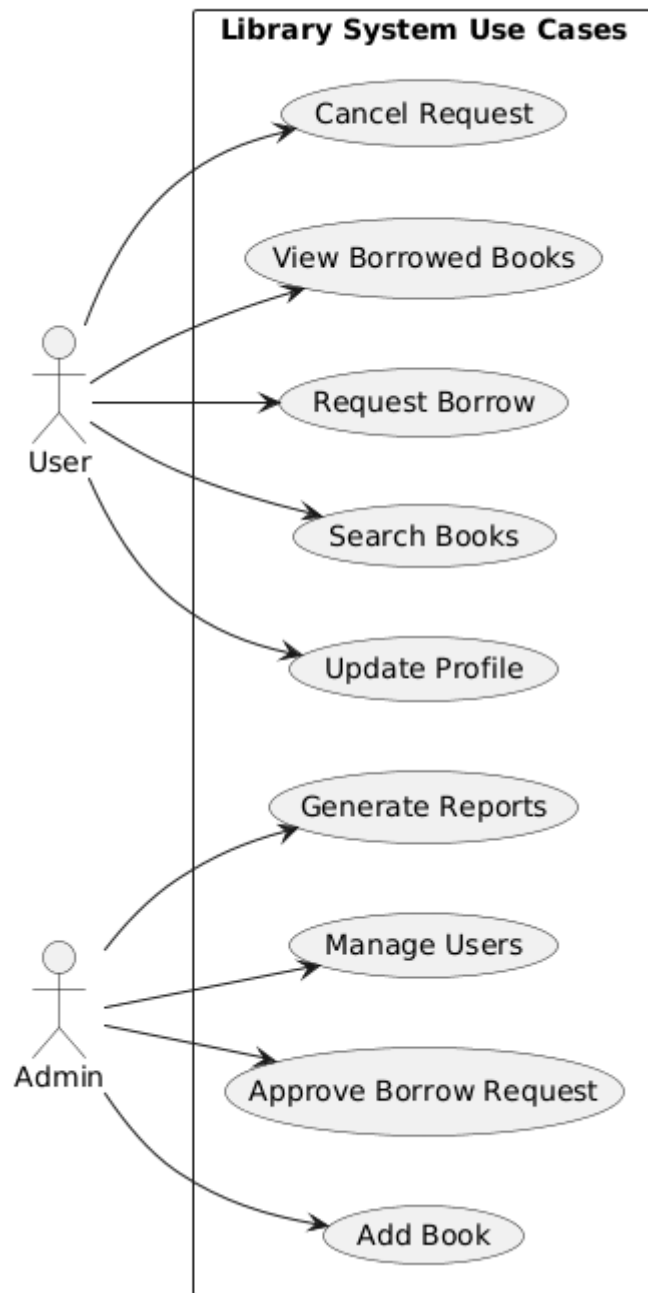 Library System Use Cases
Cancel Request
View Borrowed Books
Request Borrow
User
Search Books
Update Profile
Generate Reports
Manage Users
Admin
Approve Borrow Request
Add Book